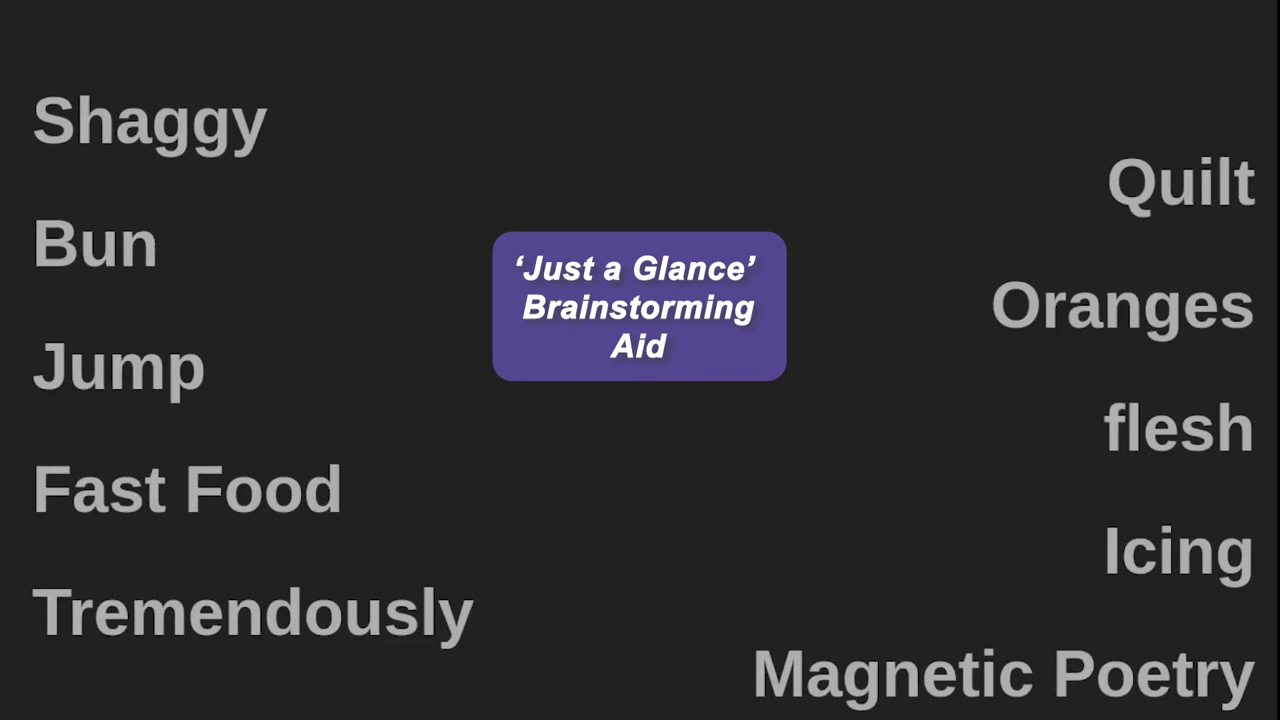 Shaggy
Quilt
Bun
‘Just a Glance’
Brainstorming
Aid
Oranges
Jump
flesh
Fast Food
Icing
Tremendously
Magnetic Poetry